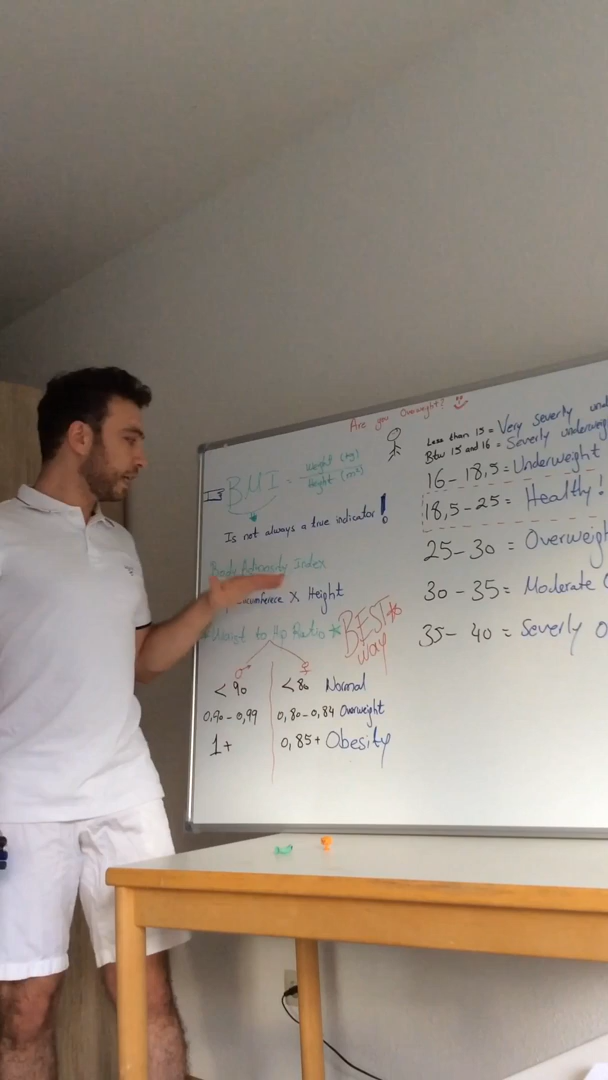 Are you Overweight?
BMI = Weight (kg)
Height (m²)
Is not always a true indicator!
Body Adiposity Index
X Height
*Waist to Hip Ratio*
BEST
way
♂ ♀
<90 <80 Normal
0,90-0,99 0,80-0,84 Overweight
1+ 0,85+ Obesity
Less than 15 = Very Severly
Btw 15 and 16 = Severly
16-18,5 = Underweight
18,5-25 = Healthy!
25-30 =
30-35 = Moderate
35-40 = Severly